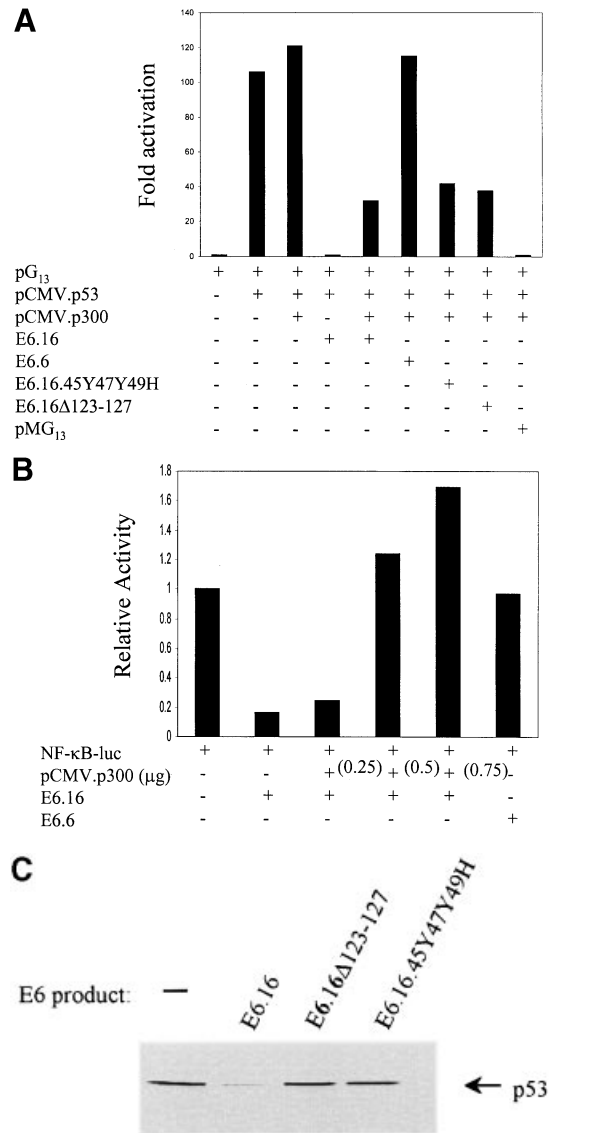 A
Fold activation
140
120
100
80
60
40
20
0
pG13 + + + + + + + + +
pCMV.p53 - + + + + + + + +
pCMV.p300 - - + - + + + + +
E6.16 - - - + + - - - -
E6.6 - - - - - + - - -
E6.16.45Y47Y49H - - - - - - + - -
E6.16Δ123-127 - - - - - - - + -
pMG13 - - - - - - - - +
B
Relative Activity
1.8
1.6
1.4
1.2
1
0.8
0.6
0.4
0.2
0
NF-κB-luc + + + + + +
pCMV.p300 (μg) - - + (0.25) + (0.5) + (0.75) -
E6.16 - + + + + -
E6.6 - - - - - +
C
E6 product: – E6.16 E6.16Δ123-127 E6.16.45Y47Y49H
p53